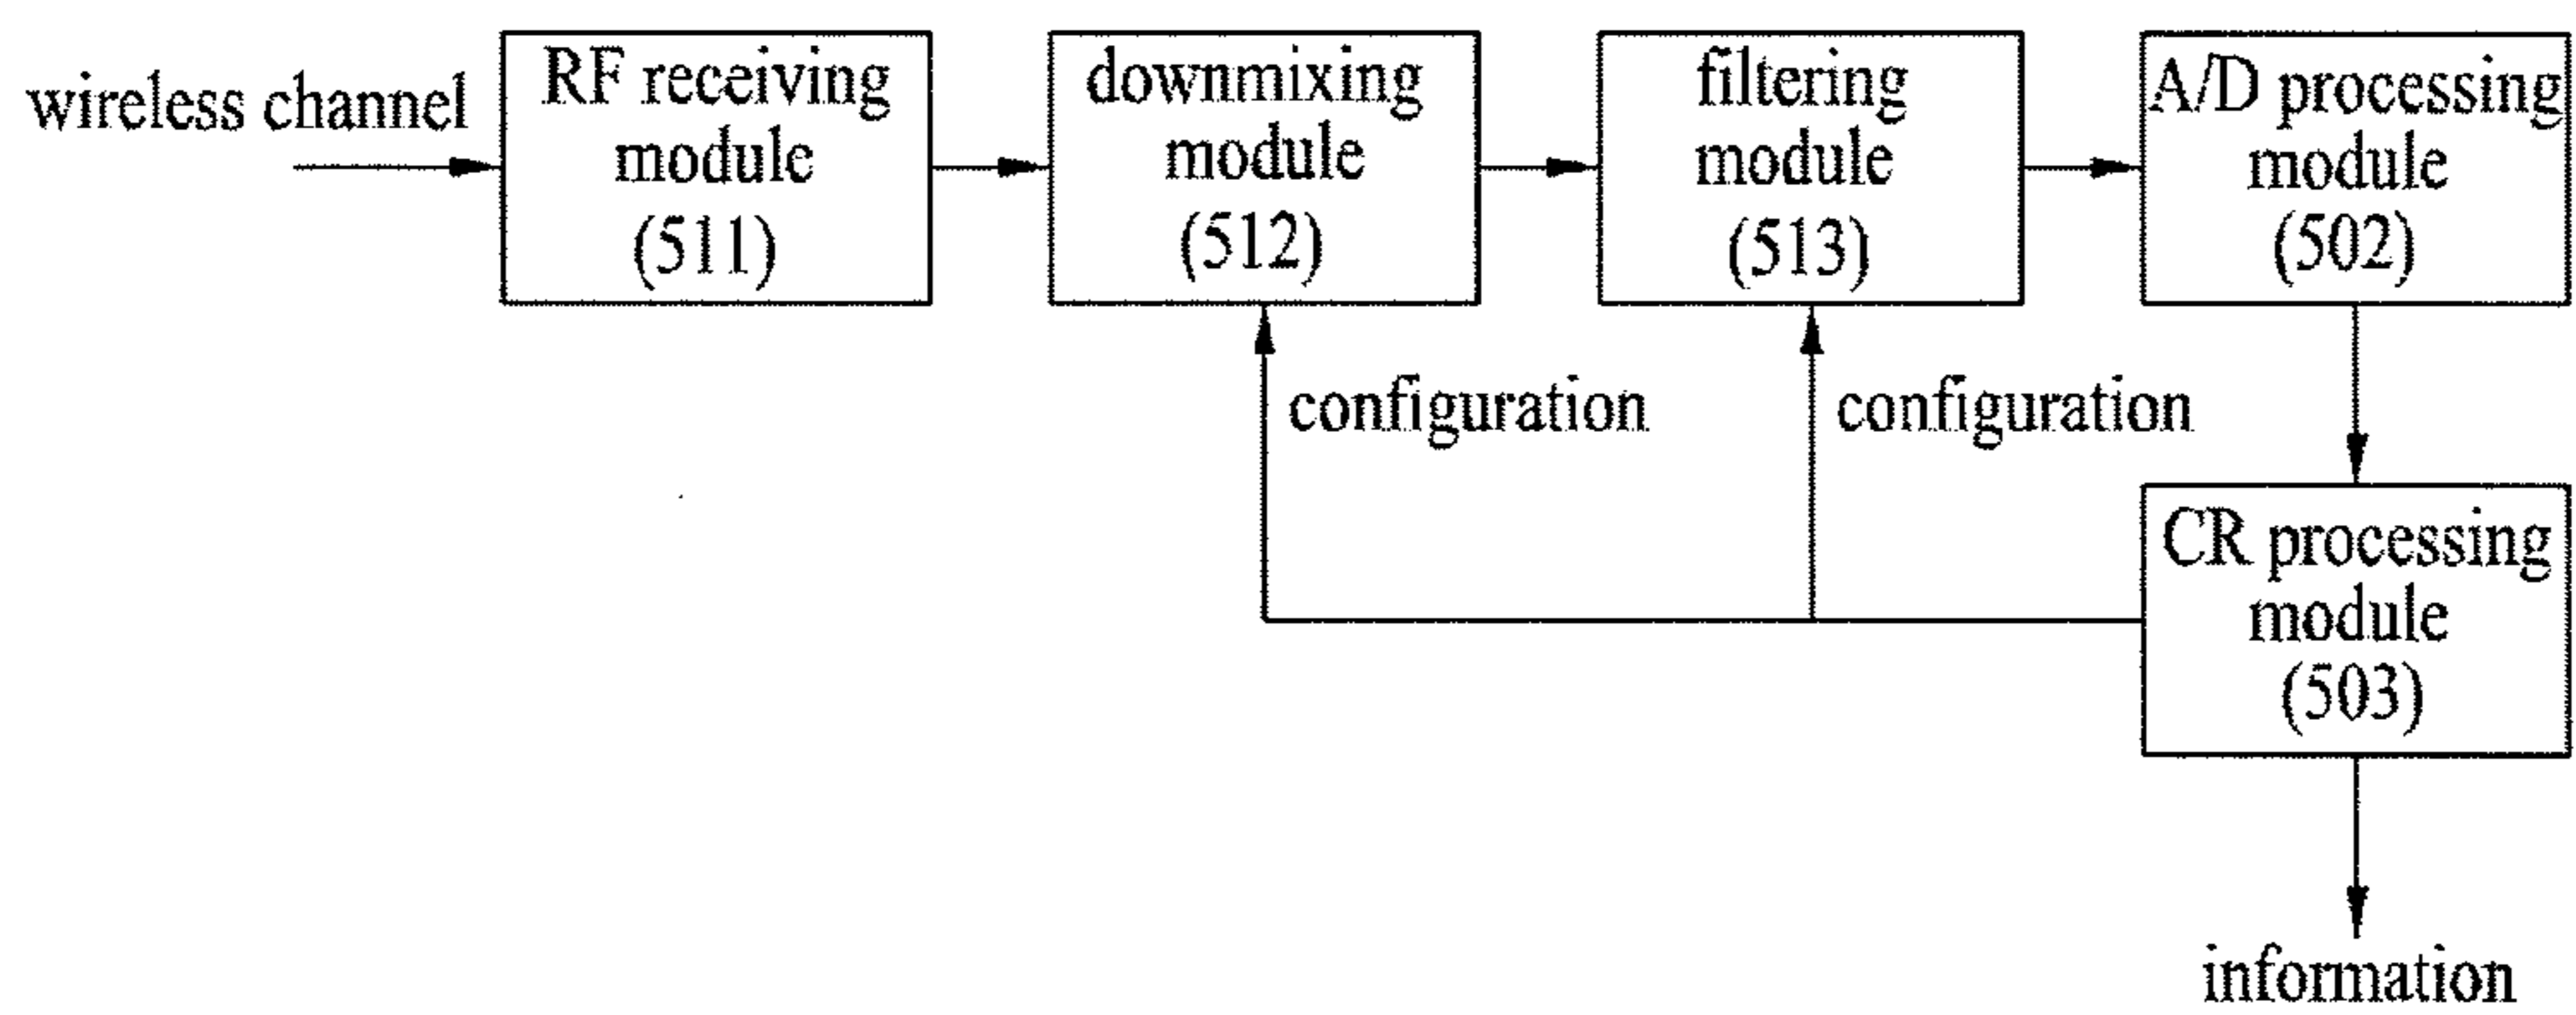 wireless channel
RF receiving
module
(511)
downmixing
module
(512)
filtering
module
(513)
A/D processing
module
(502)
configuration
configuration
CR processing
module
(503)
information